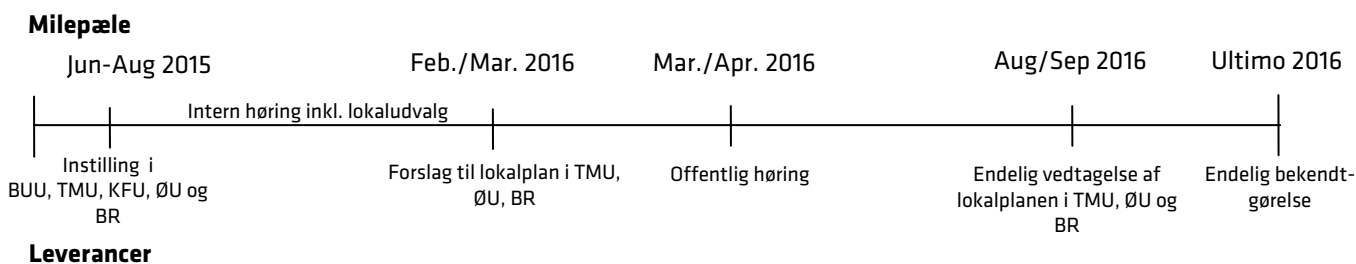 Milepæle
Jun-Aug 2015
Feb./Mar. 2016
Mar./Apr. 2016
Aug/Sep 2016
Ultimo 2016
Intern høring inkl. lokaludvalg
Instilling i
BUU, TMU, KFU, ØU og
BR
Forslag til lokalplan i TMU,
ØU, BR
Offentlig høring
Endelig vedtagelse af
lokalplanen i TMU, ØU og
BR
Endelig bekendt-
gørelse
Leverancer